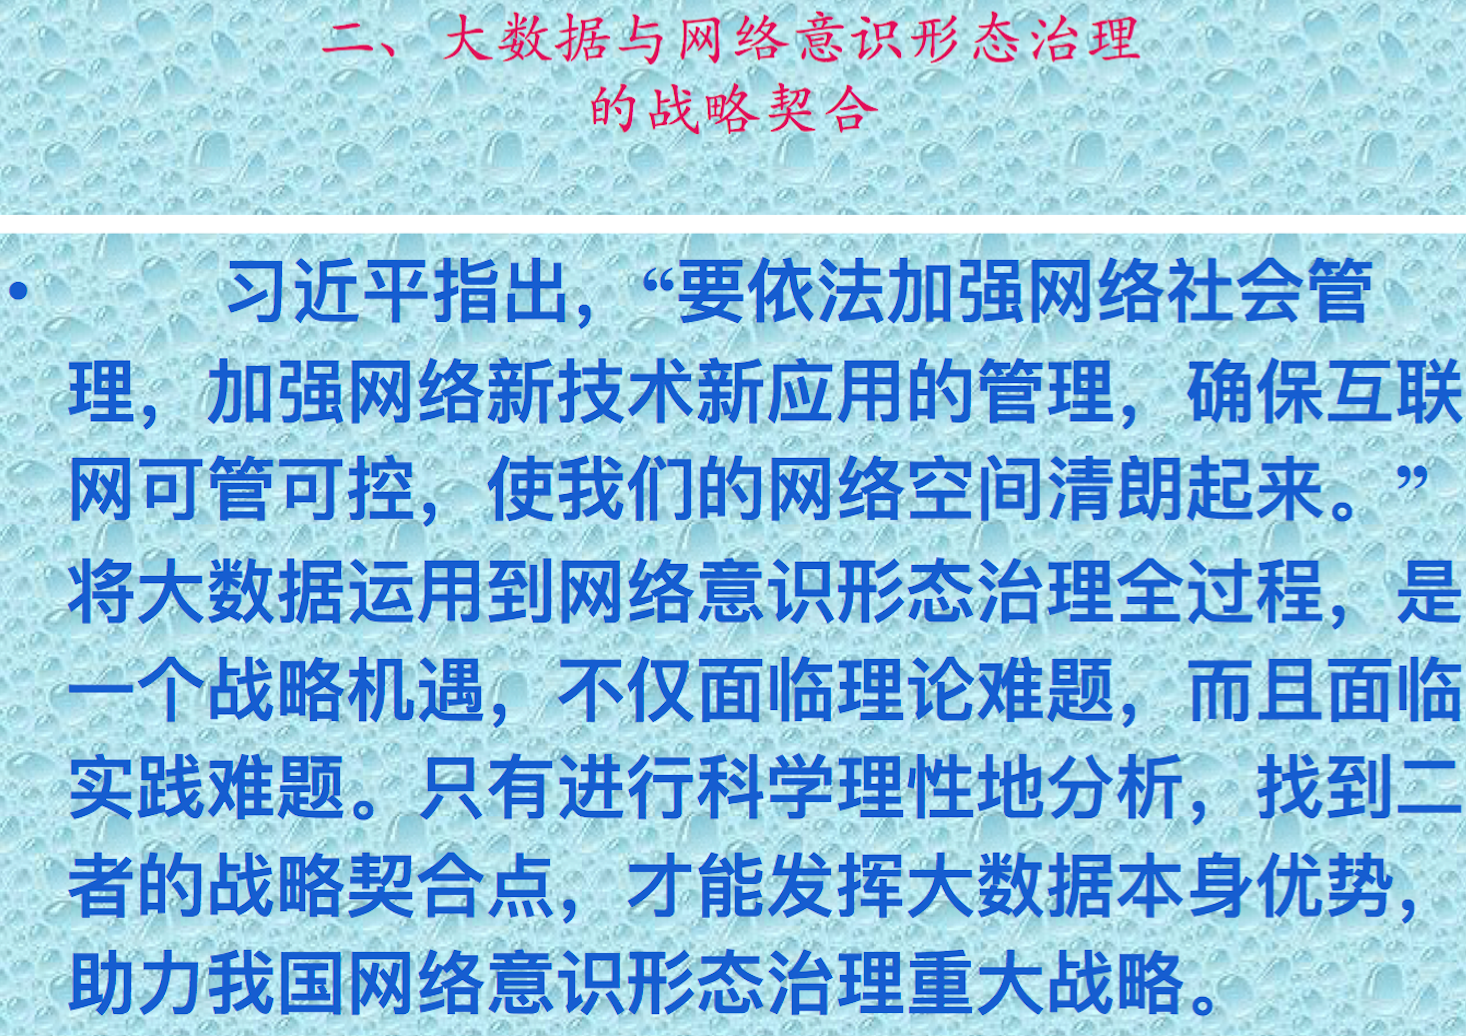 二、大数据与网络意识形态治理
的战略契合
• 习近平指出，“要依法加强网络社会管
理，加强网络新技术新应用的管理，确保互联
网可管可控，使我们的网络空间清朗起来。”
将大数据运用到网络意识形态治理全过程，是
一个战略机遇，不仅面临理论难题，而且面临
实践难题。只有进行科学理性地分析，找到二
者的战略契合点，才能发挥大数据本身优势，
助力我国网络意识形态治理重大战略。